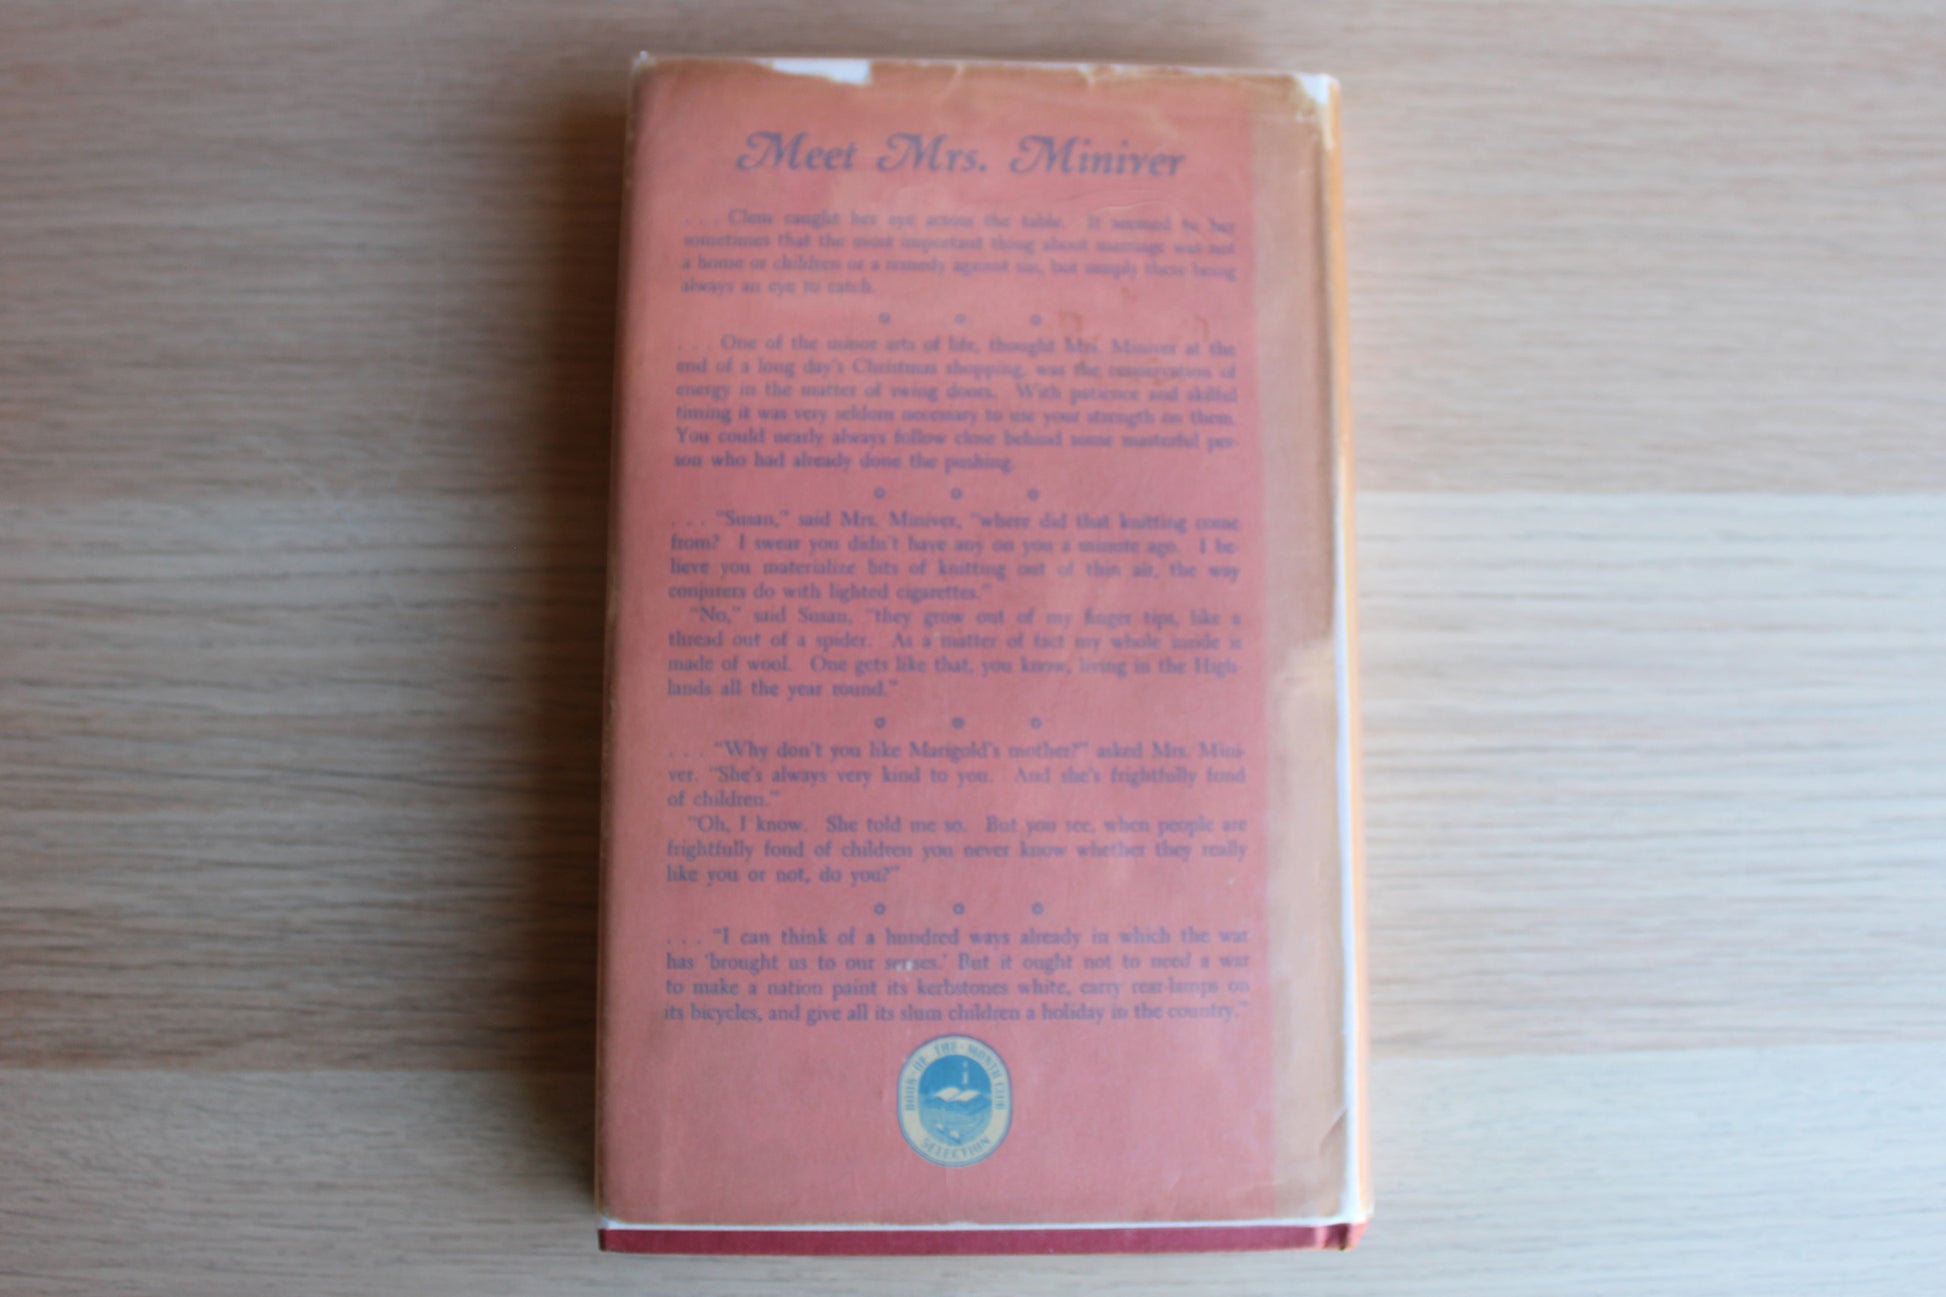 Meet Mrs. Miniver
. . . Clem caught her eye across the table. It seemed to her
sometimes that the most important thing about marriage was not
a home or children or a remedy against sin, but simply there being
always an eye to catch.
. . . One of the minor arts of life, thought Mrs. Miniver at the
end of a long day's Christmas shopping, was the conservation of
energy in the matter of swing doors. With patience and skilful
timing it was very seldom necessary to use your strength on them.
You could nearly always follow close behind some masterful per-
son who had already done the pushing.
. . . "Susan," said Mrs. Miniver, "where did that knitting come
from? I swear you didn't have any on you a minute ago. I be-
lieve you materialize bits of knitting out of thin air, the way
conjurers do with lighted cigarettes."
"No," said Susan, "they grow out of my finger tips, like a
thread out of a spider. As a matter of fact my whole inside is
made of wool. One gets like that, you know, living in the High-
lands all the year round."
. . . "Why don't you like Marigold's mother?" asked Mrs. Mini-
ver. "She's always very kind to you. And she's frightfully fond
of children."
"Oh, I know. She told me so. But you see, when people are
frightfully fond of children you never know whether they really
like you or not, do you?"
. . . "I can think of a hundred ways already in which the war
has 'brought us to our senses.' But it ought not to need a war
to make a nation paint its kerbstones white, carry rear-lamps on
its bicycles, and give all its slum children a holiday in the country."
BOOK·OF·THE·MONTH CLUB
SELECTION